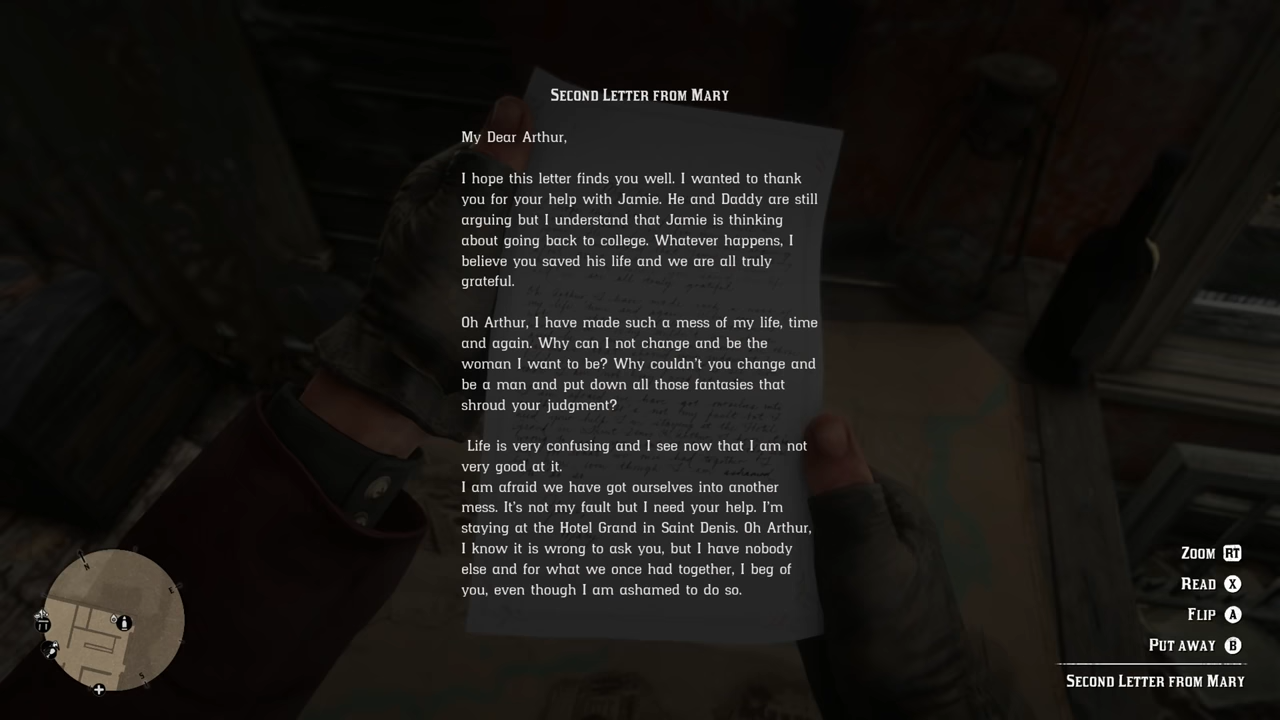 Second Letter from Mary
My Dear Arthur,
I hope this letter finds you well. I wanted to thank
you for your help with Jamie. He and Daddy are still
arguing but I understand that Jamie is thinking
about going back to college. Whatever happens, I
believe you saved his life and we are all truly
grateful.
Oh Arthur, I have made such a mess of my life, time
and again. Why can I not change and be the
woman I want to be? Why couldn't you change and
be a man and put down all those fantasies that
shroud your judgment?
Life is very confusing and I see now that I am not
very good at it.
I am afraid we have got ourselves into another
mess. It's not my fault but I need your help. I'm
staying at the Hotel Grand in Saint Denis. Oh Arthur,
I know it is wrong to ask you, but I have nobody
else and for what we once had together, I beg of
you, even though I am ashamed to do so.
Zoom RT
Read X
Flip A
Put away B
Second Letter from Mary